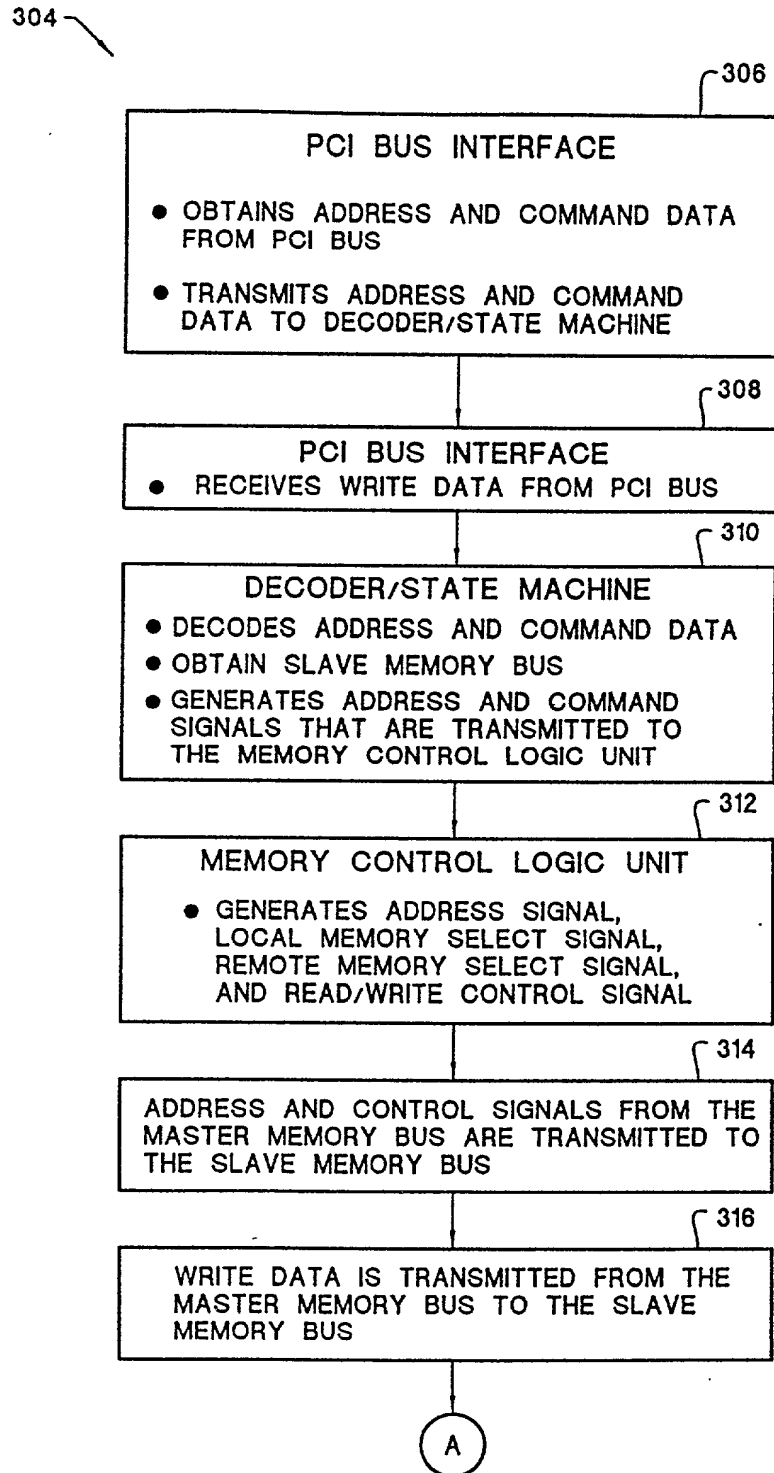 304
306
PCI BUS INTERFACE
● OBTAINS ADDRESS AND COMMAND DATA
FROM PCI BUS
● TRANSMITS ADDRESS AND COMMAND
DATA TO DECODER/STATE MACHINE
308
PCI BUS INTERFACE
● RECEIVES WRITE DATA FROM PCI BUS
310
DECODER/STATE MACHINE
● DECODES ADDRESS AND COMMAND DATA
● OBTAIN SLAVE MEMORY BUS
● GENERATES ADDRESS AND COMMAND
SIGNALS THAT ARE TRANSMITTED TO
THE MEMORY CONTROL LOGIC UNIT
312
MEMORY CONTROL LOGIC UNIT
● GENERATES ADDRESS SIGNAL,
LOCAL MEMORY SELECT SIGNAL,
REMOTE MEMORY SELECT SIGNAL,
AND READ/WRITE CONTROL SIGNAL
314
ADDRESS AND CONTROL SIGNALS FROM THE
MASTER MEMORY BUS ARE TRANSMITTED TO
THE SLAVE MEMORY BUS
316
WRITE DATA IS TRANSMITTED FROM THE
MASTER MEMORY BUS TO THE SLAVE
MEMORY BUS
A